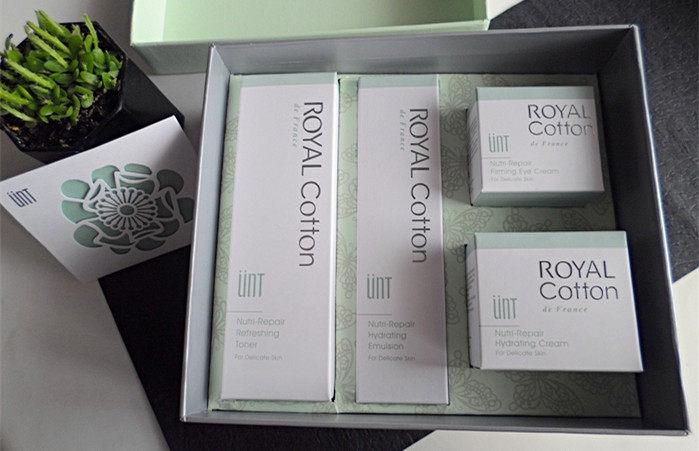 ünt
ROYAL Cotton
de France
ünt
Nutri-Repair
Refreshing
Toner
For Delicate Skin
ROYAL Cotton
de France
ünt
Nutri-Repair
Hydrating
Emulsion
For Delicate Skin
ROYAL
Cotton
de France
ünt
Nutri-Repair
Firming Eye Cream
For Delicate Skin
ROYAL
Cotton
de France
ünt
Nutri-Repair
Hydrating Cream
For Delicate Skin